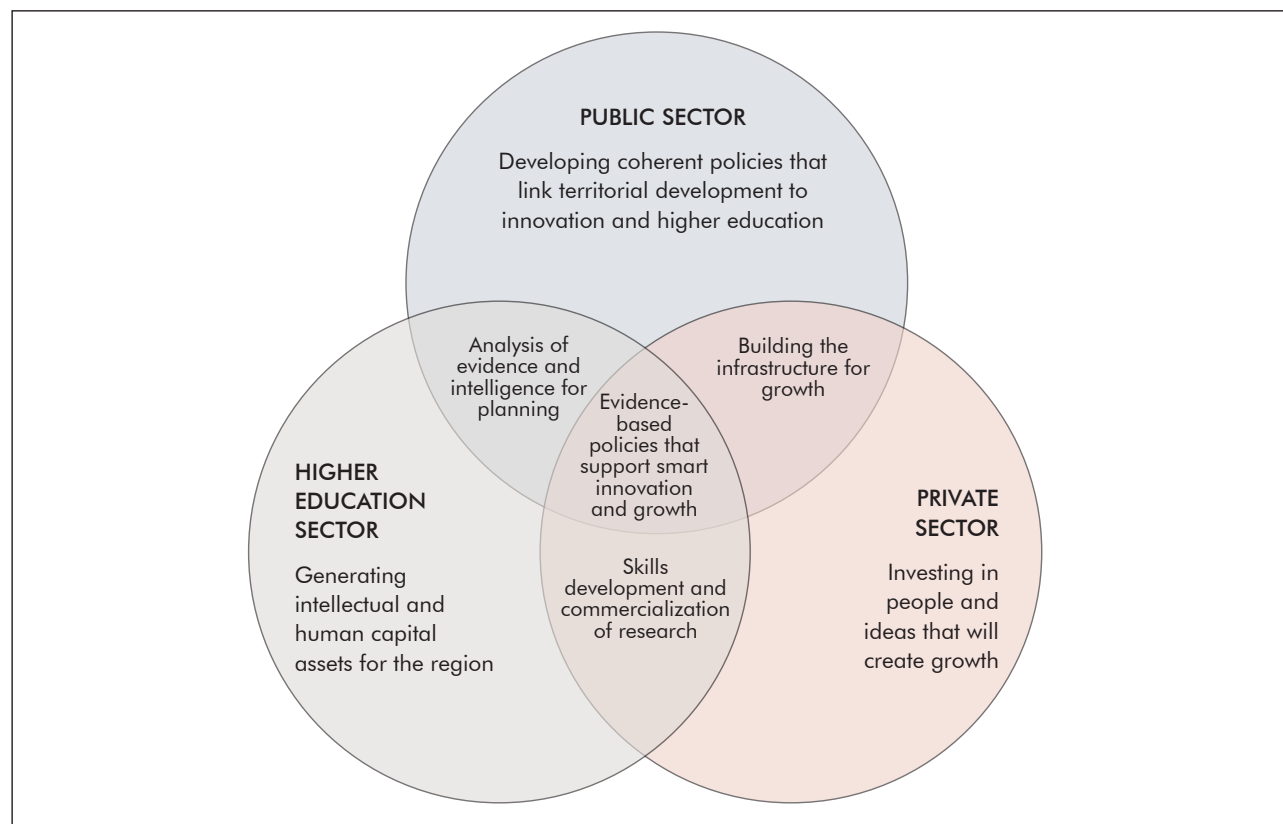 PUBLIC SECTOR
Developing coherent policies that
link territorial development to
innovation and higher education
Analysis of
evidence and
intelligence for
planning
Building the
infrastructure for
growth
Evidence-
based
policies that
support smart
innovation
and growth
HIGHER
EDUCATION
SECTOR
Generating
intellectual and
human capital
assets for the region
PRIVATE
SECTOR
Investing in
people and
ideas that will
create growth
Skills
development and
commercialization
of research